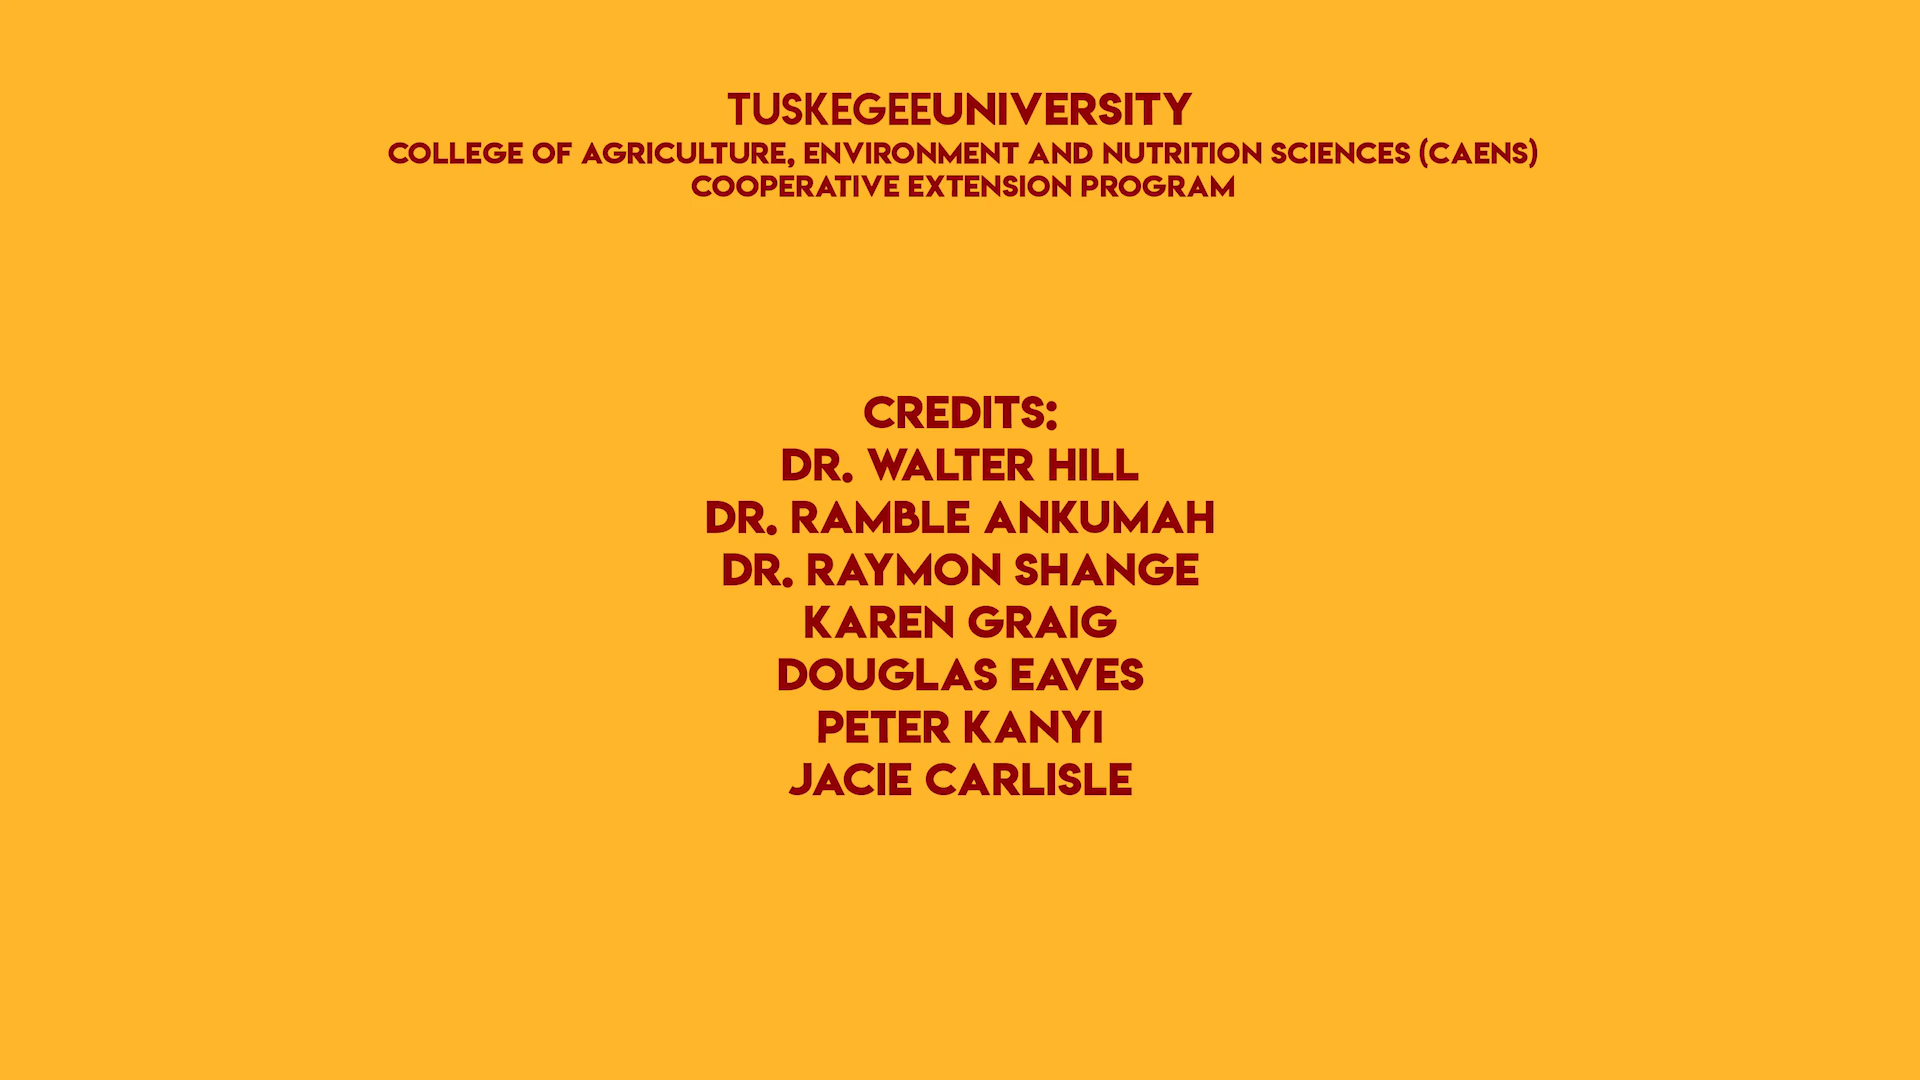 TUSKEGEEUNIVERSITY
COLLEGE OF AGRICULTURE, ENVIRONMENT AND NUTRITION SCIENCES (CAENS)
COOPERATIVE EXTENSION PROGRAM
CREDITS:
DR. WALTER HILL
DR. RAMBLE ANKUMAH
DR. RAYMON SHANGE
KAREN GRAIG
DOUGLAS EAVES
PETER KANYI
JACIE CARLISLE